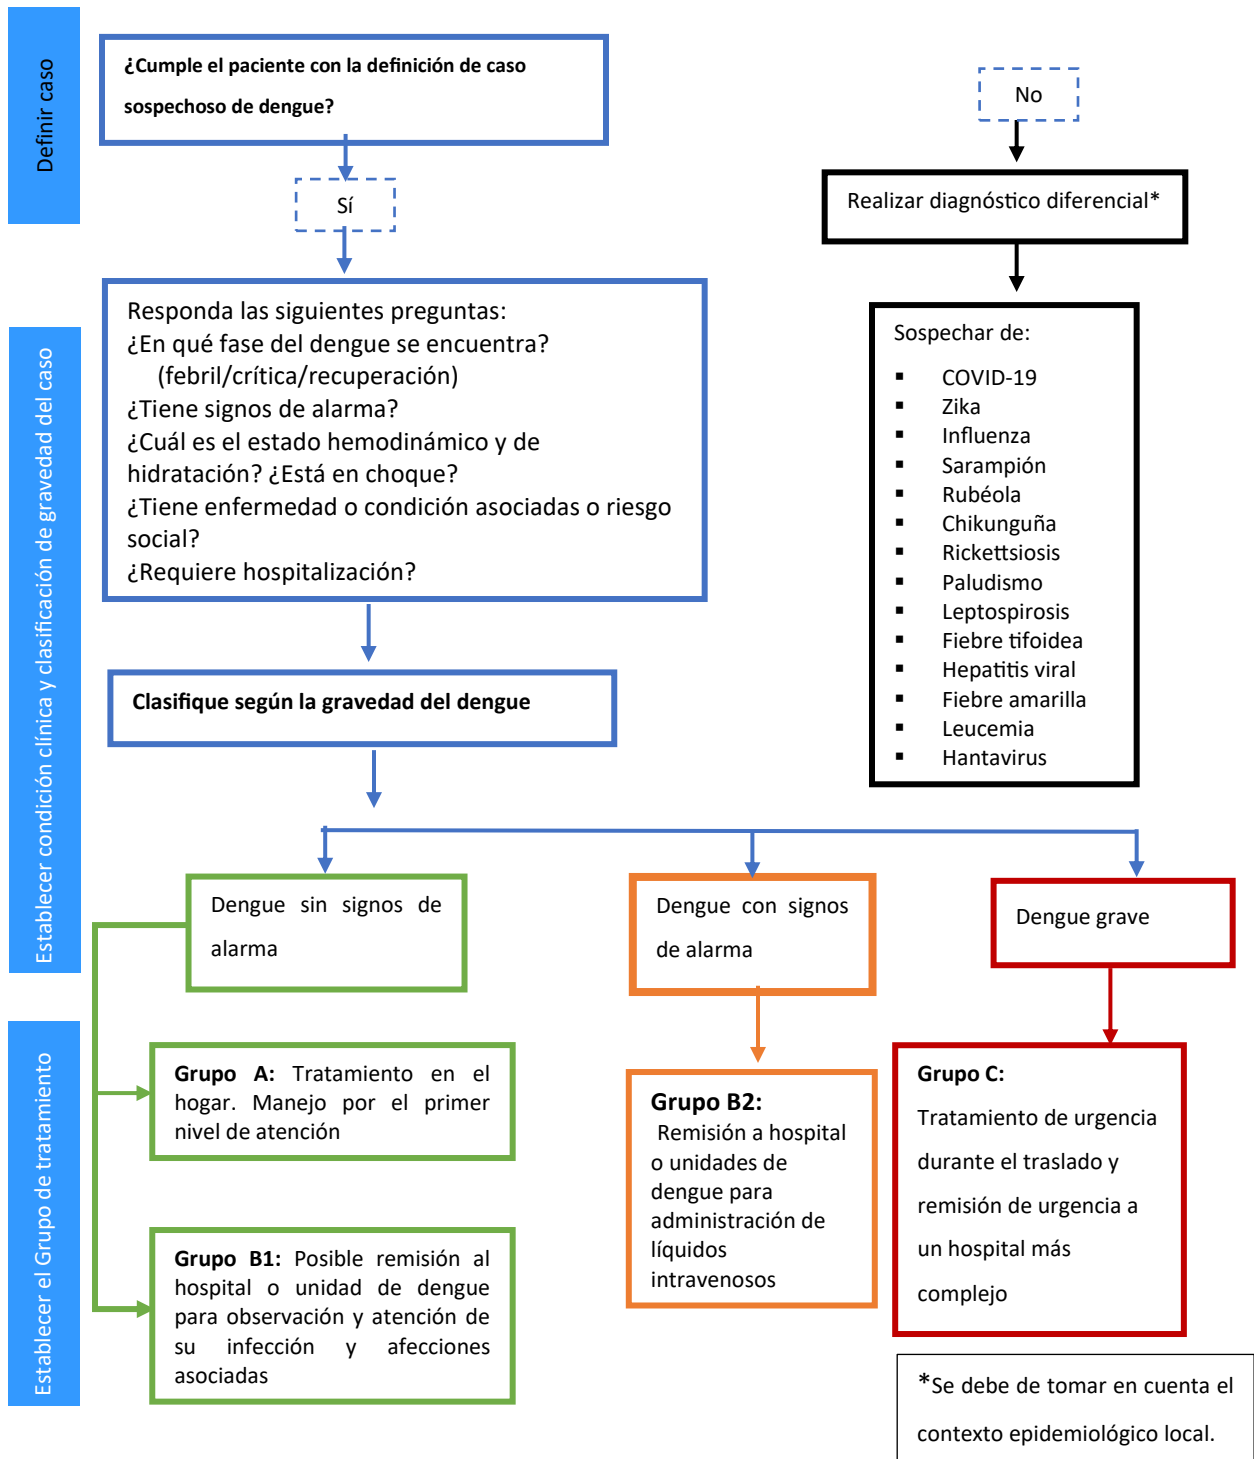 Definir caso
¿Cumple el paciente con la definición de caso
sospechoso de dengue?
Sí
No
Realizar diagnóstico diferencial*
Sospechar de:
▪ COVID-19
▪ Zika
▪ Influenza
▪ Sarampión
▪ Rubéola
▪ Chikunguña
▪ Rickettsiosis
▪ Paludismo
▪ Leptospirosis
▪ Fiebre tifoidea
▪ Hepatitis viral
▪ Fiebre amarilla
▪ Leucemia
▪ Hantavirus
Establecer condición clínica y clasificación de gravedad del caso
Responda las siguientes preguntas:
¿En qué fase del dengue se encuentra?
(febril/crítica/recuperación)
¿Tiene signos de alarma?
¿Cuál es el estado hemodinámico y de
hidratación? ¿Está en choque?
¿Tiene enfermedad o condición asociadas o riesgo
social?
¿Requiere hospitalización?
Clasifique según la gravedad del dengue
Dengue sin signos de
alarma
Dengue con signos
de alarma
Dengue grave
Establecer el Grupo de tratamiento
Grupo A: Tratamiento en el
hogar. Manejo por el primer
nivel de atención
Grupo B1: Posible remisión al
hospital o unidad de dengue
para observación y atención de
su infección y afecciones
asociadas
Grupo B2:
Remisión a hospital
o unidades de
dengue para
administración de
líquidos
intravenosos
Grupo C:
Tratamiento de urgencia
durante el traslado y
remisión de urgencia a
un hospital más
complejo
*Se debe de tomar en cuenta el
contexto epidemiológico local.